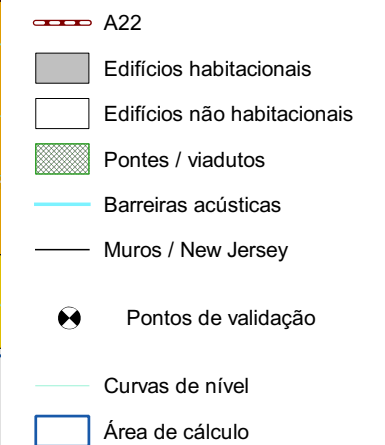 A22
Edifícios habitacionais
Edifícios não habitacionais
Pontes / viadutos
Barreiras acústicas
Muros / New Jersey
Pontos de validação
Curvas de nível
Área de cálculo